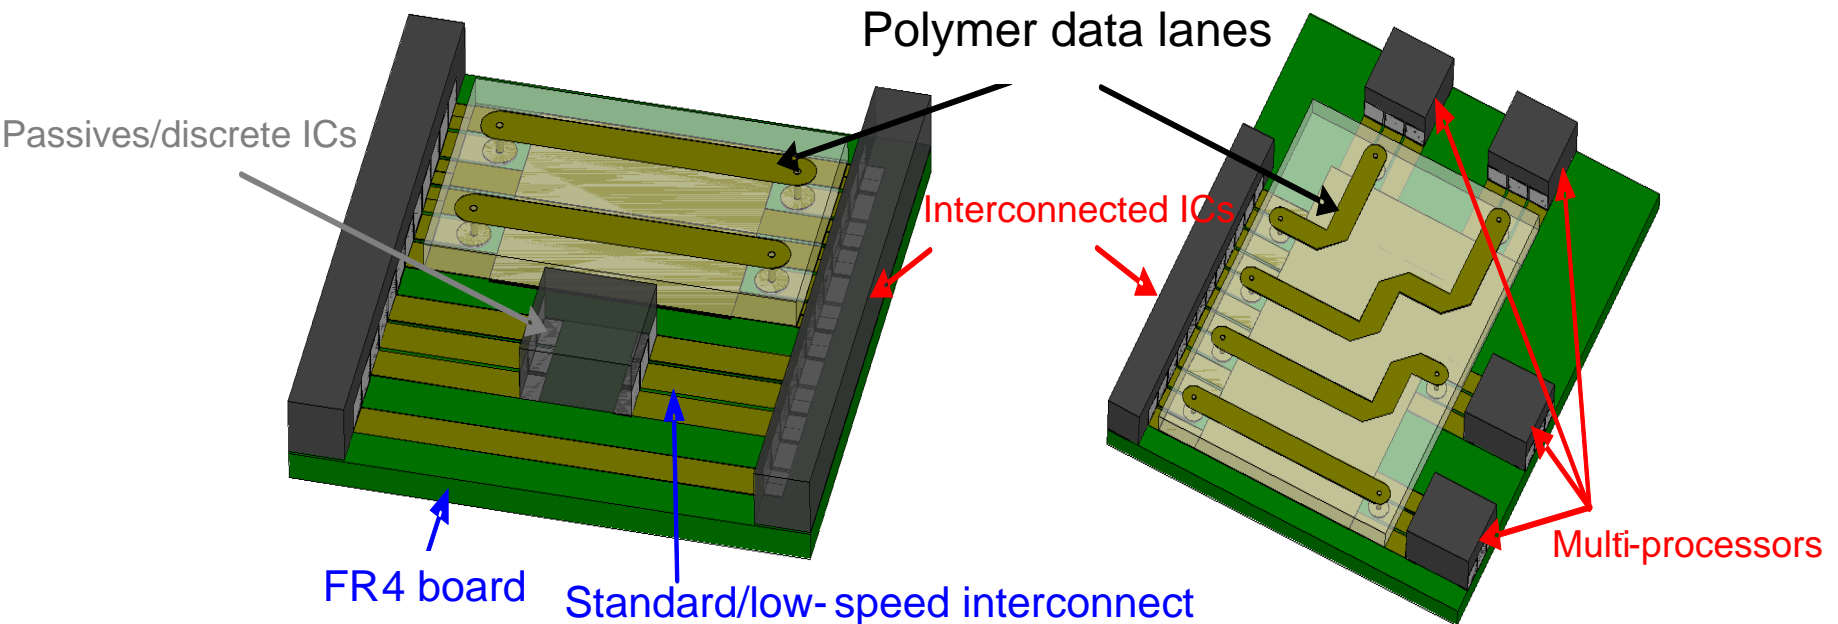 Polymer data lanes
Passives/discrete ICs
Interconnected ICs
Multi-processors
FR4 board
Standard/low-speed interconnect